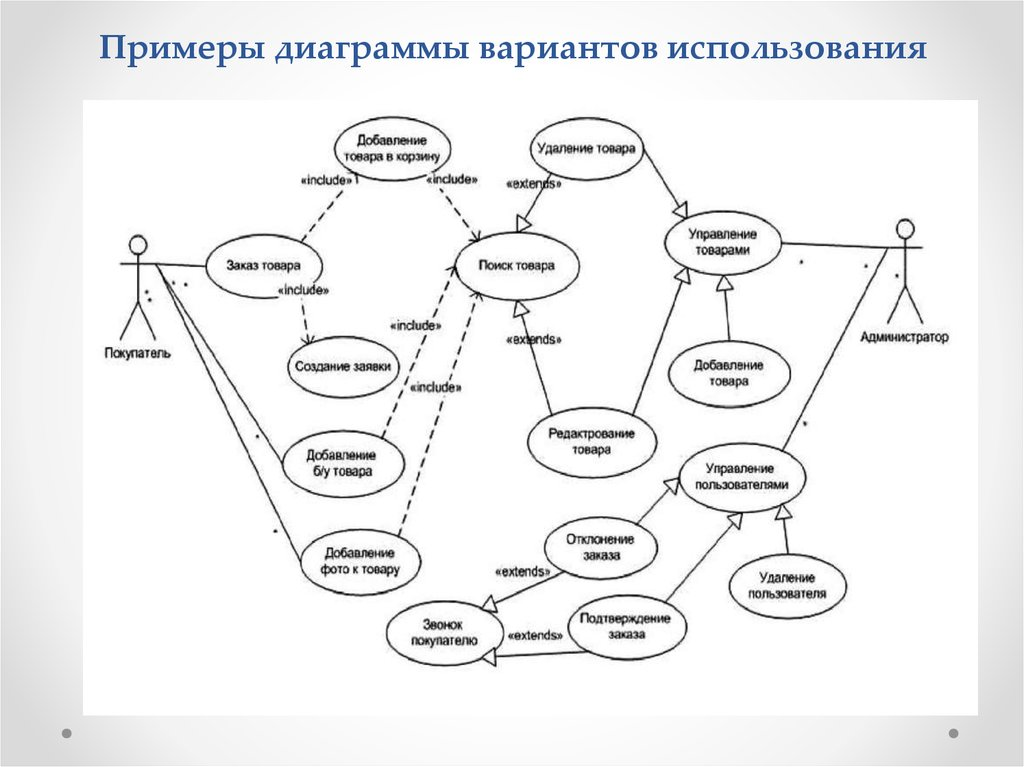 Примеры диаграммы вариантов использования
Добавление
товара в корзину
Удаление товара
«include»
«include»
«extends»
Управление
товарами
Заказ товара
Поиск товара
«include»
«include»
«extends»
Покупатель
Администратор
Создание заявки
Добавление
товара
«include»
Редактрование
товара
Добавление
б/у товара
Управление
пользователями
Отклонение
заказа
Добавление
фото к товару
«extends»
Удаление
пользователя
Звонок
покупателю
«extends»
Подтверждение
заказа